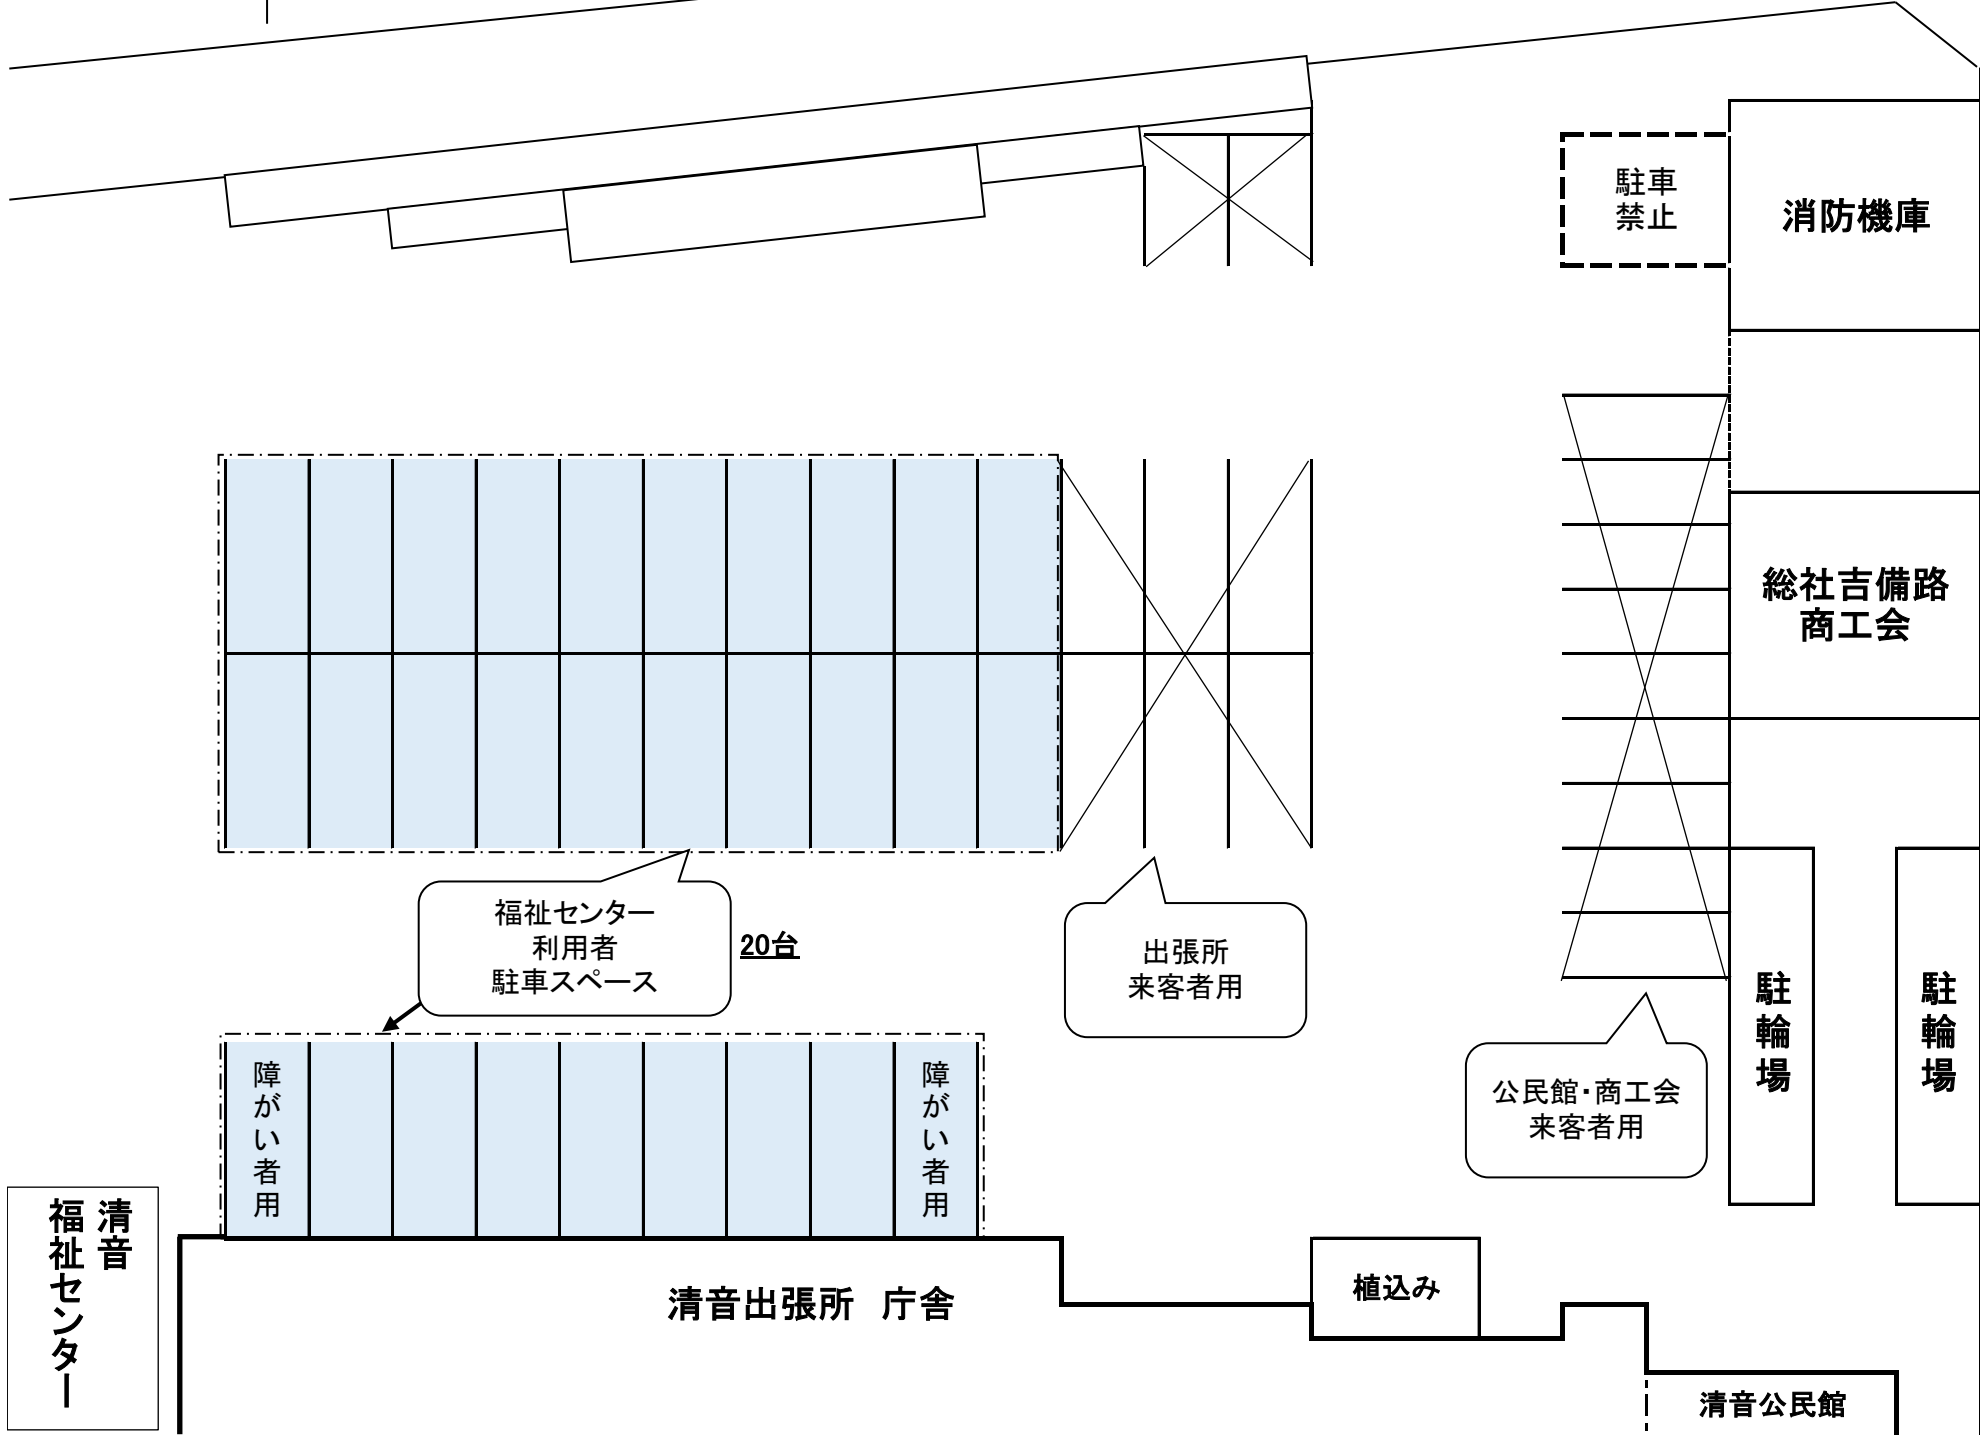 駐車
禁止
消防機庫
総社吉備路
商工会
福祉センター
利用者
駐車スペース
20台
出張所
来客者用
公民館・商工会
来客者用
駐輪場
駐輪場
障がい者用
障がい者用
清音
福祉センター
清音出張所　庁舎
植込み
清音公民館